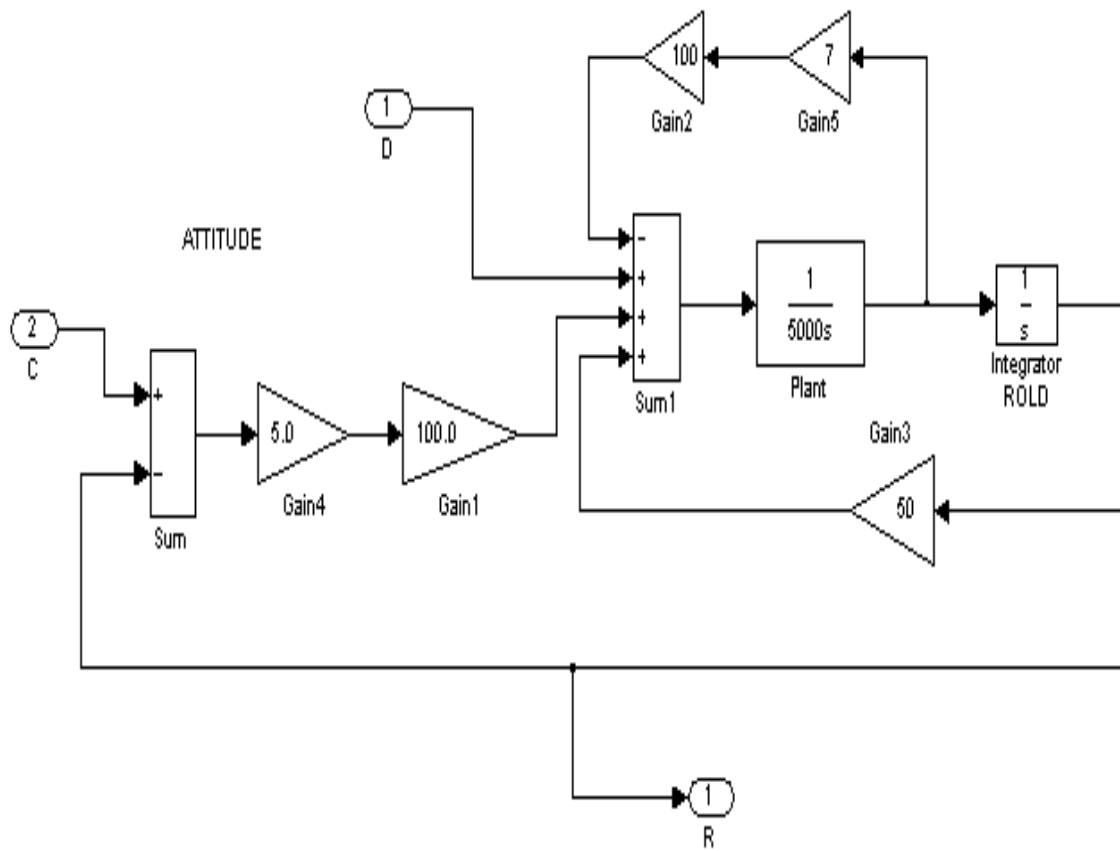 100
7
Gain2
Gain5
1
D
ATTITUDE
-
+
+
+
Sum1
1
5000s
Plant
1
s
Integrator
ROLD
2
C
+
-
Sum
5.0
Gain4
100.0
Gain1
Gain3
50
1
R